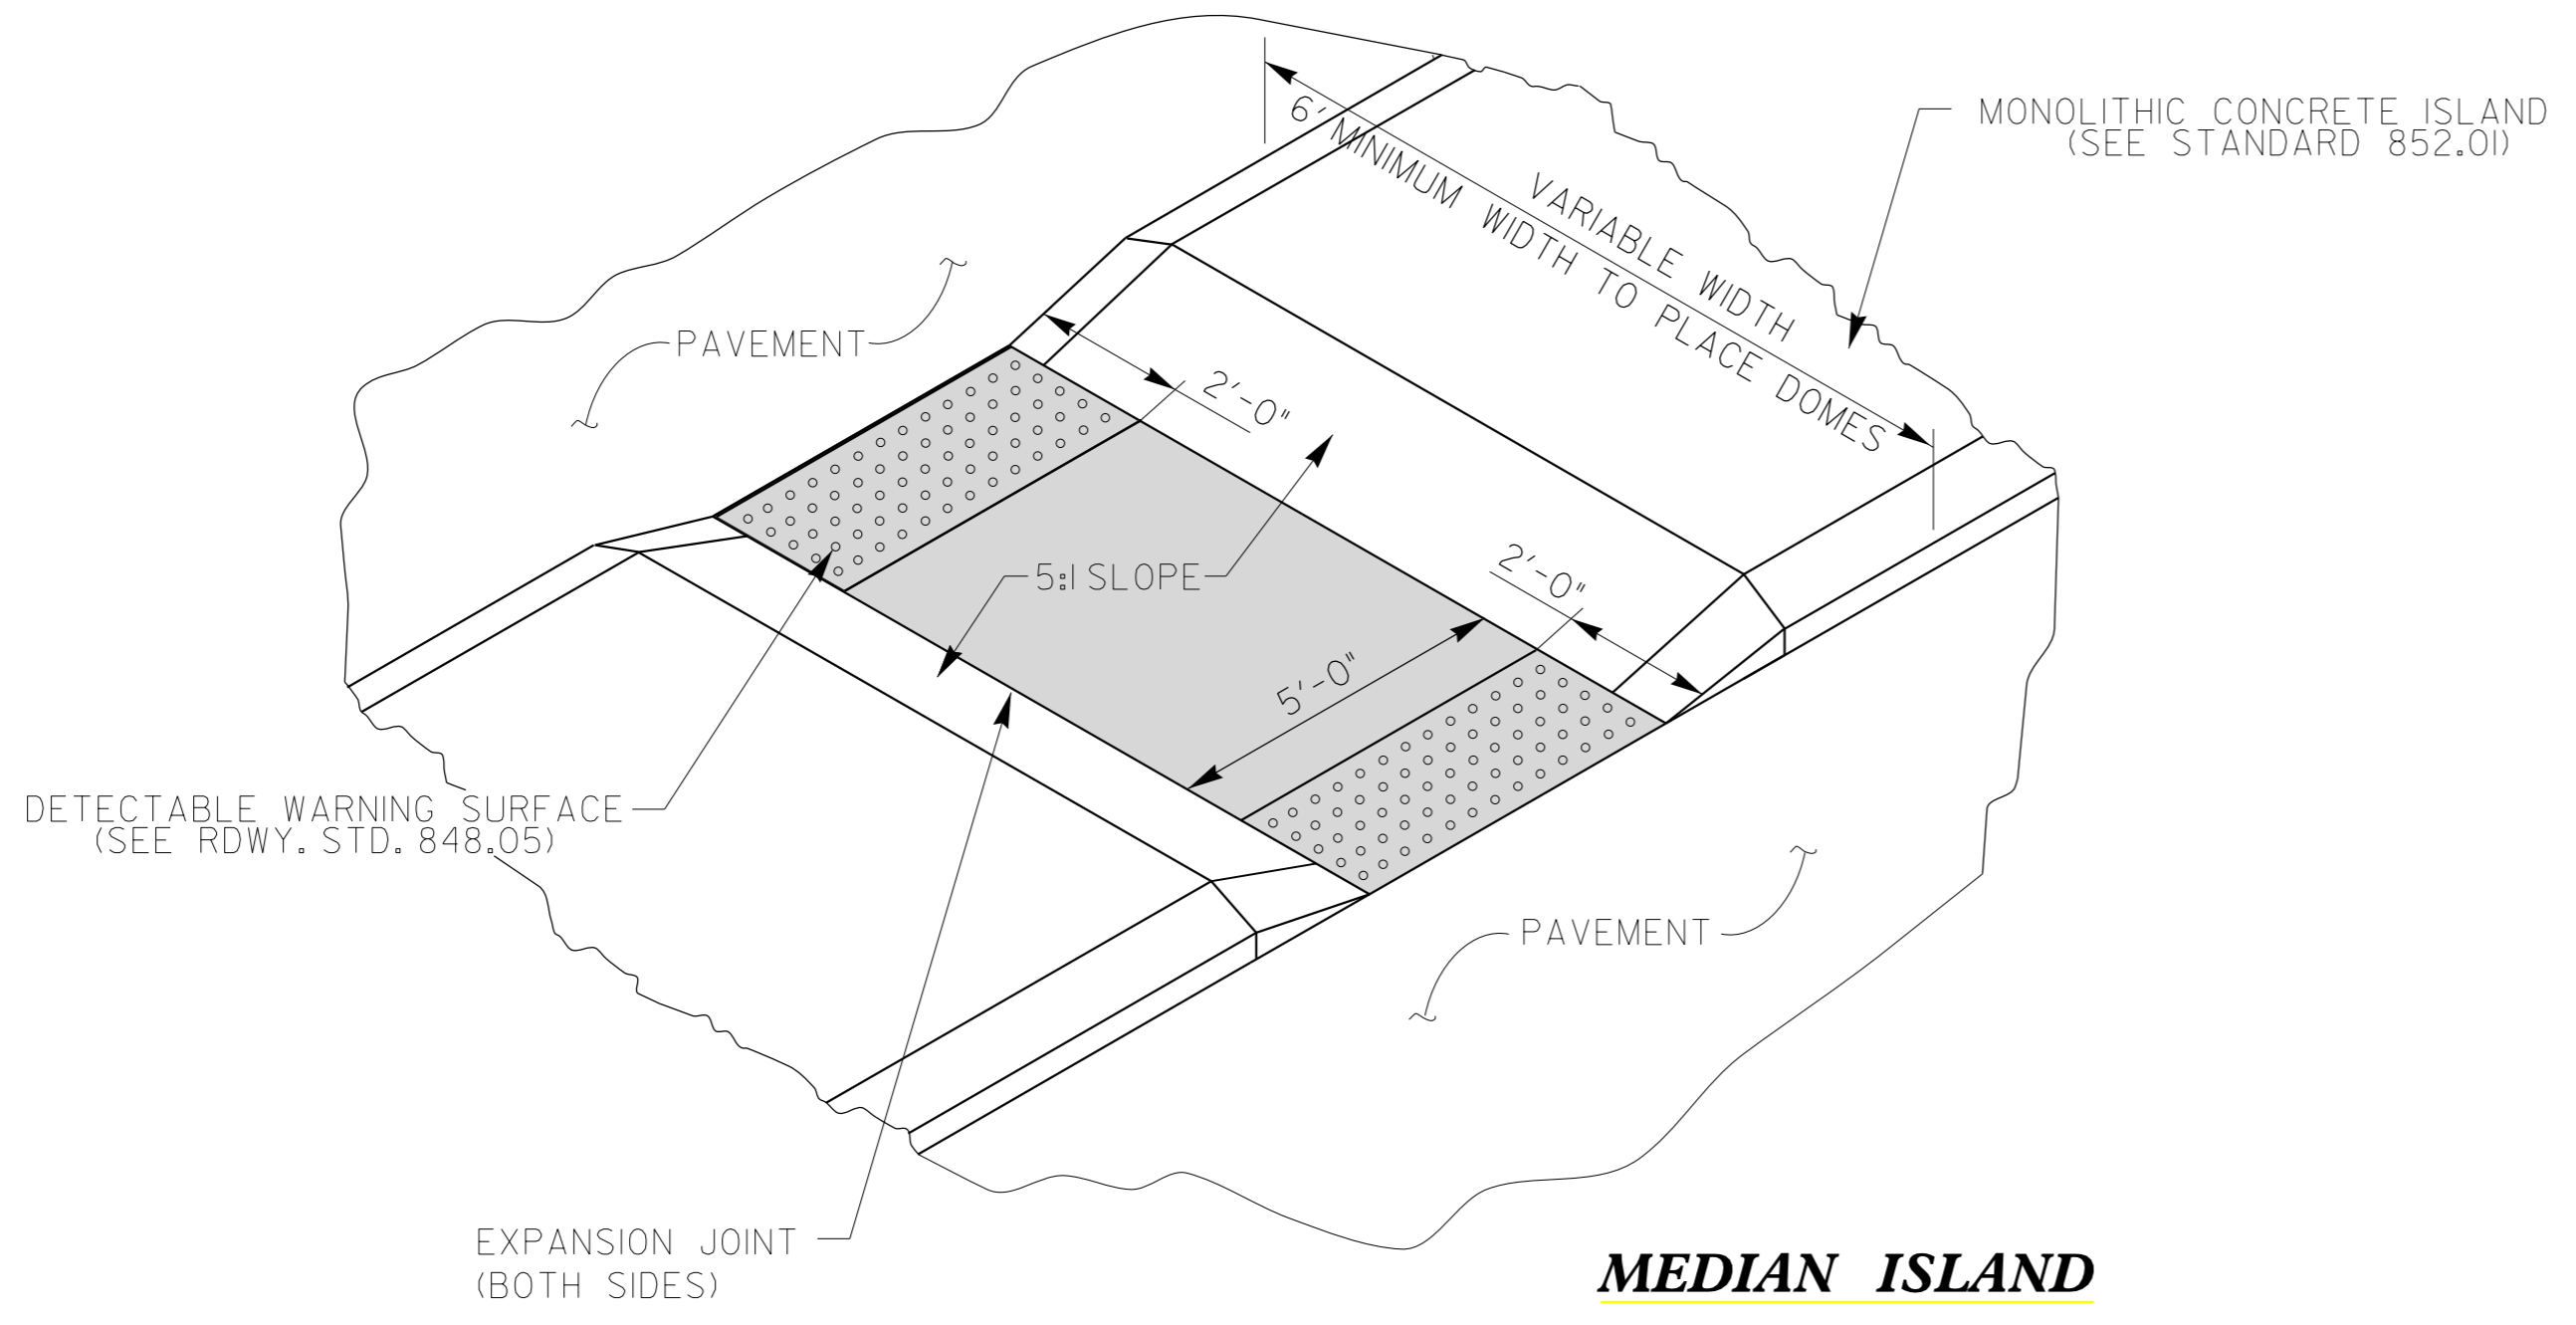 MONOLITHIC CONCRETE ISLAND
(SEE STANDARD 852.01)
VARIABLE WIDTH
6' MINIMUM WIDTH TO PLACE DOMES
PAVEMENT
2'-0"
5:1 SLOPE
2'-0"
5'-0"
DETECTABLE WARNING SURFACE
(SEE RDWY. STD. 848.05)
PAVEMENT
EXPANSION JOINT
(BOTH SIDES)
MEDIAN ISLAND